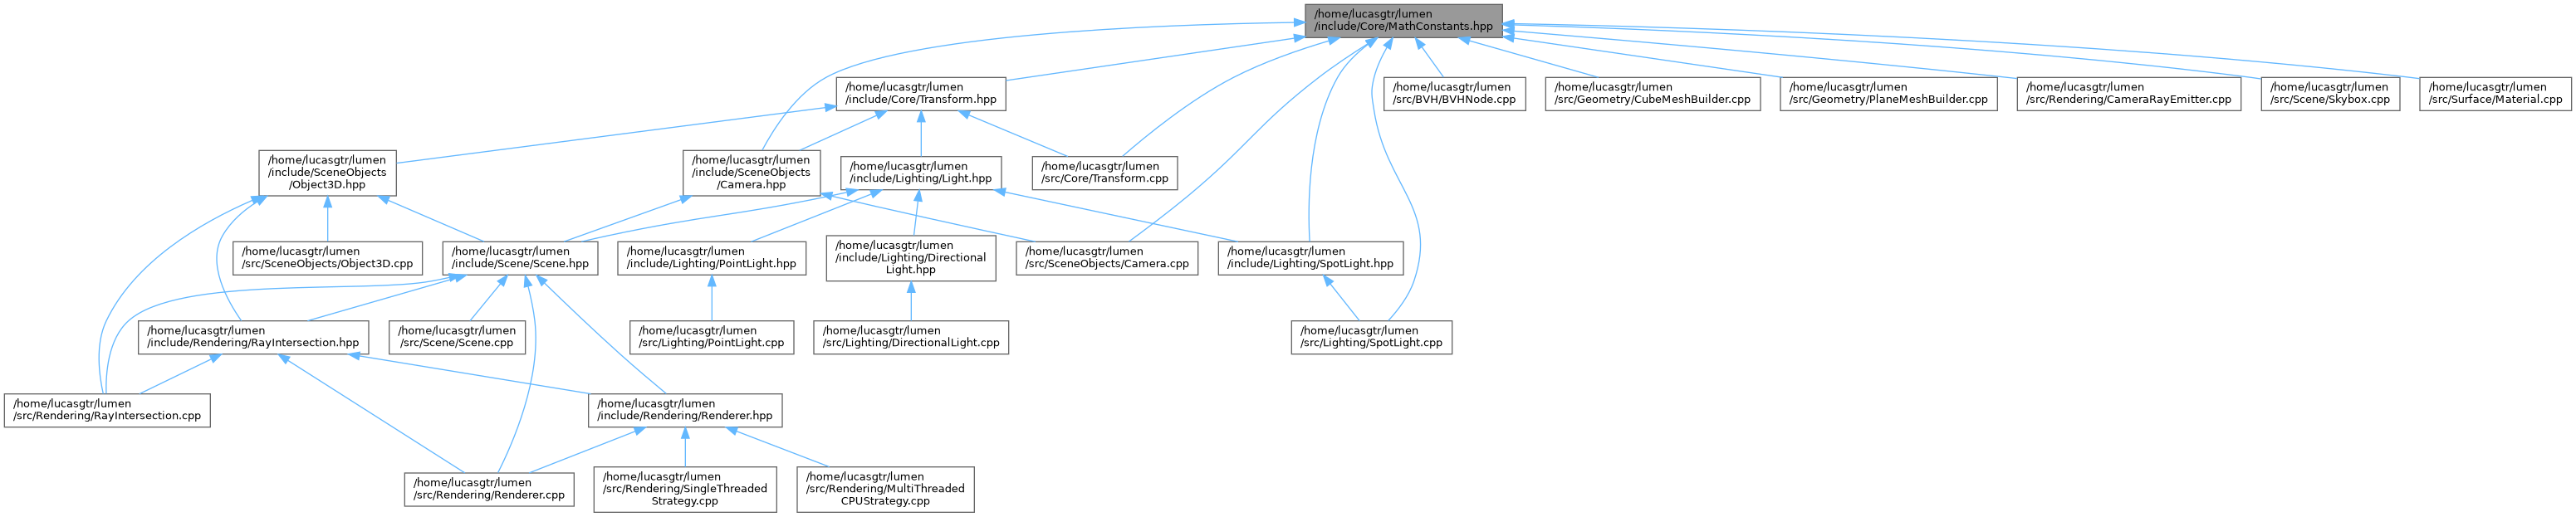 /home/lucasgtr/lumen
/include/Core/MathConstants.hpp
/home/lucasgtr/lumen
/include/Core/Transform.hpp
/home/lucasgtr/lumen
/src/BVH/BVHNode.cpp
/home/lucasgtr/lumen
/src/Geometry/CubeMeshBuilder.cpp
/home/lucasgtr/lumen
/src/Geometry/PlaneMeshBuilder.cpp
/home/lucasgtr/lumen
/src/Rendering/CameraRayEmitter.cpp
/home/lucasgtr/lumen
/src/Scene/Skybox.cpp
/home/lucasgtr/lumen
/src/Surface/Material.cpp
/home/lucasgtr/lumen
/include/SceneObjects
/Object3D.hpp
/home/lucasgtr/lumen
/include/SceneObjects
/Camera.hpp
/home/lucasgtr/lumen
/include/Lighting/Light.hpp
/home/lucasgtr/lumen
/src/Core/Transform.cpp
/home/lucasgtr/lumen
/src/SceneObjects/Object3D.cpp
/home/lucasgtr/lumen
/include/Scene/Scene.hpp
/home/lucasgtr/lumen
/include/Lighting/PointLight.hpp
/home/lucasgtr/lumen
/include/Lighting/Directional
Light.hpp
/home/lucasgtr/lumen
/src/SceneObjects/Camera.cpp
/home/lucasgtr/lumen
/include/Lighting/SpotLight.hpp
/home/lucasgtr/lumen
/include/Rendering/RayIntersection.hpp
/home/lucasgtr/lumen
/src/Scene/Scene.cpp
/home/lucasgtr/lumen
/src/Lighting/PointLight.cpp
/home/lucasgtr/lumen
/src/Lighting/DirectionalLight.cpp
/home/lucasgtr/lumen
/src/Lighting/SpotLight.cpp
/home/lucasgtr/lumen
/src/Rendering/RayIntersection.cpp
/home/lucasgtr/lumen
/include/Rendering/Renderer.hpp
/home/lucasgtr/lumen
/src/Rendering/Renderer.cpp
/home/lucasgtr/lumen
/src/Rendering/SingleThreaded
Strategy.cpp
/home/lucasgtr/lumen
/src/Rendering/MultiThreaded
CPUStrategy.cpp